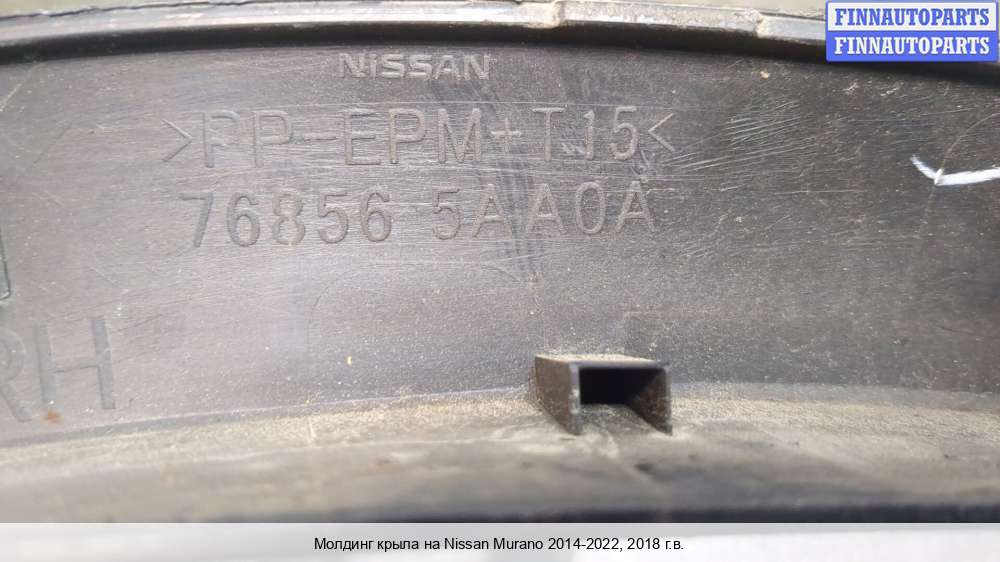 FINNAUTOPARTS
FINNAUTOPARTS
NISSAN
>PP-EPM+T15<
76856 5AA0A
RH
Молдинг крыла на Nissan Murano 2014-2022, 2018 г.в.